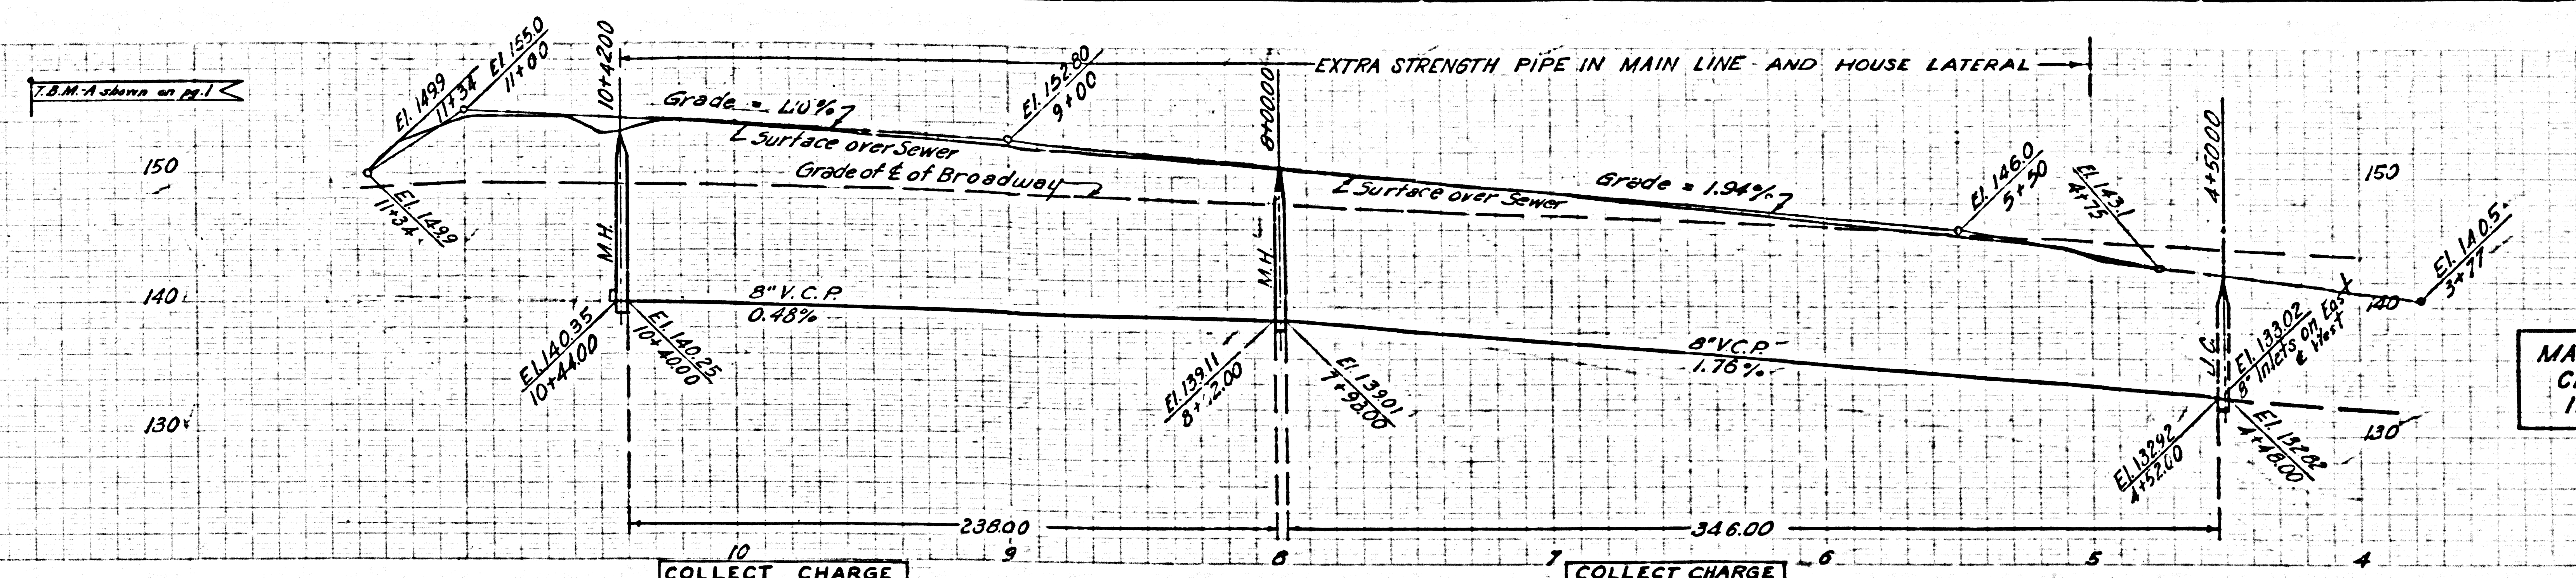 T.B.M.-A shown on pg.1
El. 149.9
11+34
El. 155.0
11+00
10+42.00
Grade = 1.10%
Surface over Sewer
Grade of ℄ of Broadway
El. 152.80
9+00
8+00.00
EXTRA STRENGTH PIPE IN MAIN LINE AND HOUSE LATERAL
Surface over Sewer
Grade = 1.94%
El. 146.0
5+50
El. 143.1
4+75
4+50.00
150
150
El. 149.9
11+34
M.H.
M.H.
El. 140.5
3+77
140
140
8" V.C.P.
0.48%
El. 140.35
10+44.00
El. 140.25
10+40.00
El. 139.11
El. 139.01
7+98.00
8" V.C.P.
1.76%
El. 133.02
8" Inlets on East
& West
130
130
El. 132.92
4+52.00
El. 132.82
4+48.00
MA
238.00
346.00
10
9
8
7
6
5
4
COLLECT CHARGE
COLLECT CHARGE